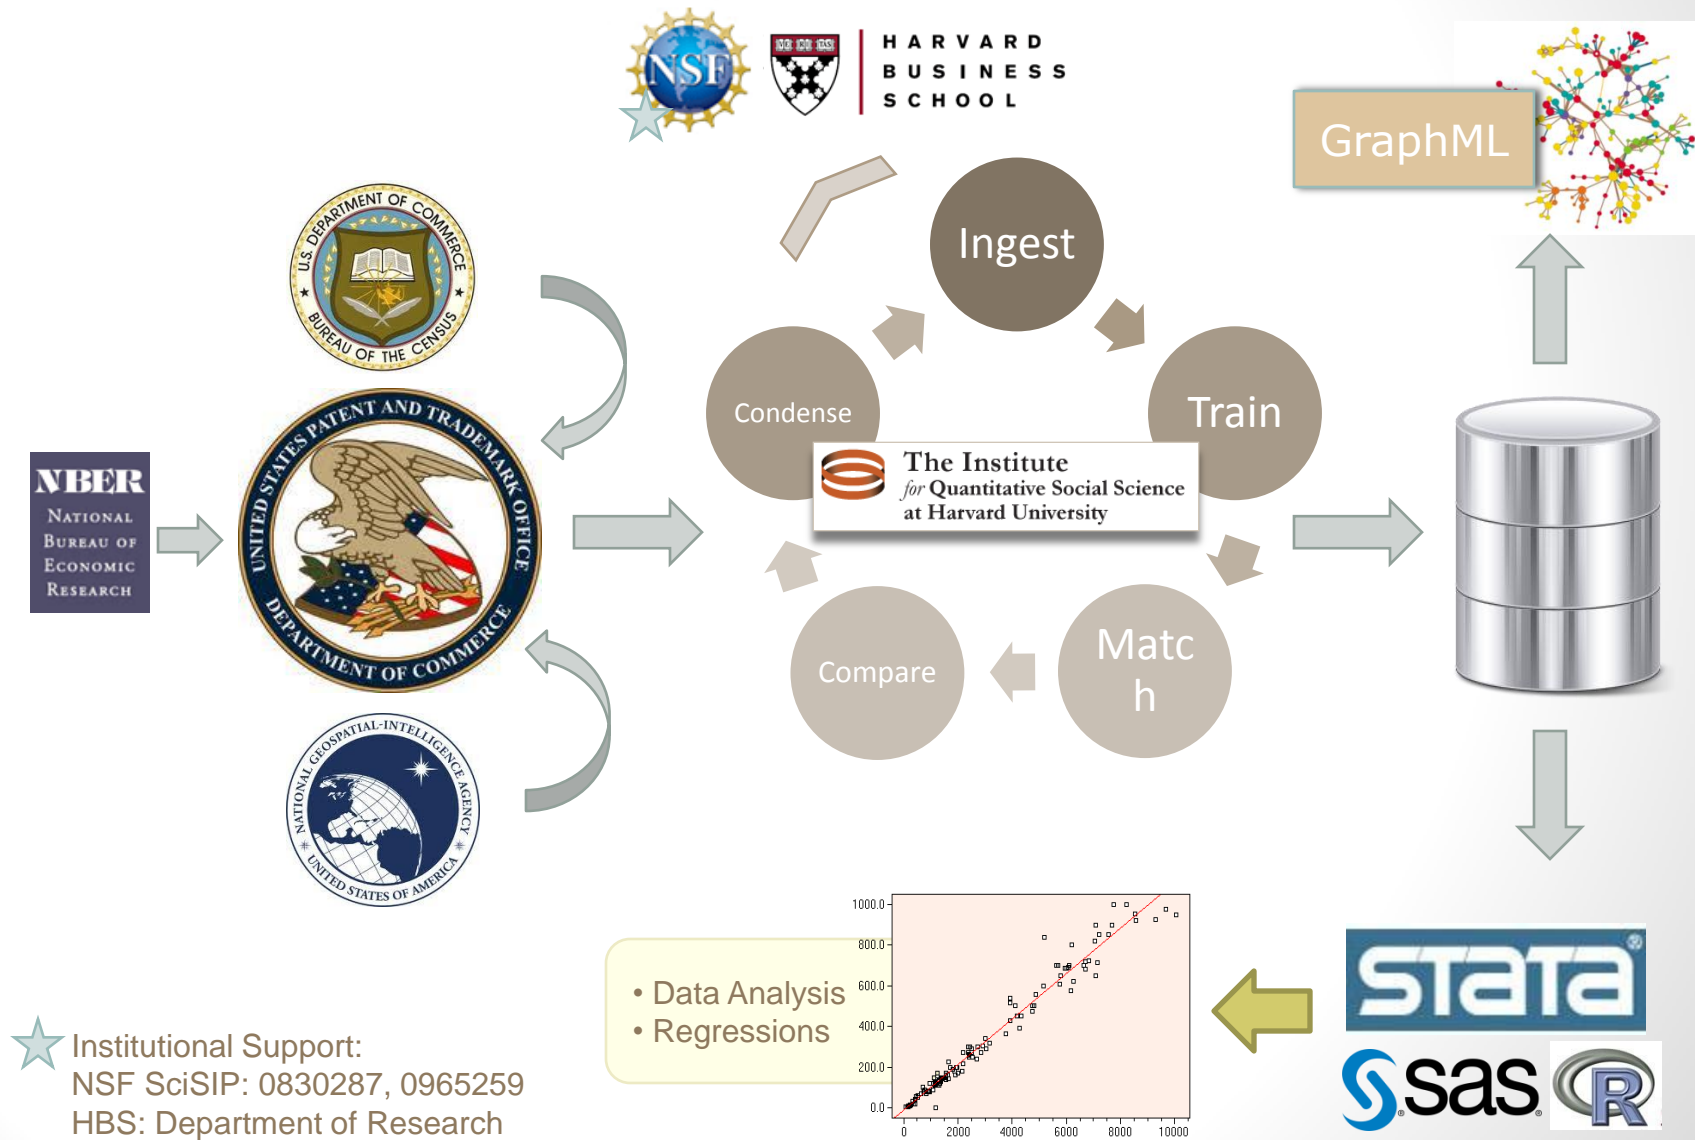 NSF
HARVARD
BUSINESS
SCHOOL
GraphML
U.S. DEPARTMENT OF COMMERCE
BUREAU OF THE CENSUS
Ingest
Condense
Train
The Institute
for Quantitative Social Science
at Harvard University
NBER
NATIONAL
BUREAU OF
ECONOMIC
RESEARCH
UNITED STATES PATENT AND TRADEMARK OFFICE
DEPARTMENT OF COMMERCE
Compare
Matc
h
NATIONAL GEOSPATIAL-INTELLIGENCE AGENCY
UNITED STATES OF AMERICA
• Data Analysis
• Regressions
1000.0
800.0
600.0
400.0
200.0
0.0
0 2000 4000 6000 8000 10000
STATA®
Ssas
R
Institutional Support:
NSF SciSIP: 0830287, 0965259
HBS: Department of Research